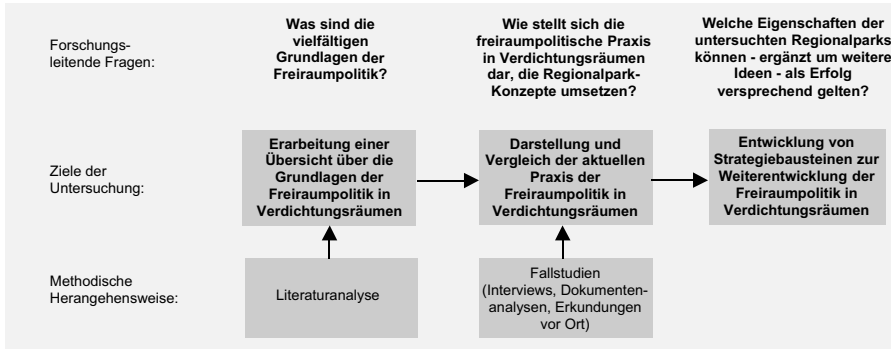 Forschungs-
leitende Fragen:
Was sind die
vielfältigen
Grundlagen der
Freiraumpolitik?
Wie stellt sich die
freiraumpolitische Praxis
in Verdichtungsräumen
dar, die Regionalpark-
Konzepte umsetzen?
Welche Eigenschaften der
untersuchten Regionalparks
können - ergänzt um weitere
Ideen - als Erfolg
versprechend gelten?
Ziele der
Untersuchung:
Erarbeitung einer
Übersicht über die
Grundlagen der
Freiraumpolitik in
Verdichtungsräumen
Darstellung und
Vergleich der aktuellen
Praxis der
Freiraumpolitik in
Verdichtungsräumen
Entwicklung von
Strategiebausteinen zur
Weiterentwicklung der
Freiraumpolitik in
Verdichtungsräumen
Methodische
Herangehensweise:
Literaturanalyse
Fallstudien
(Interviews, Dokumenten-
analysen, Erkundungen
vor Ort)